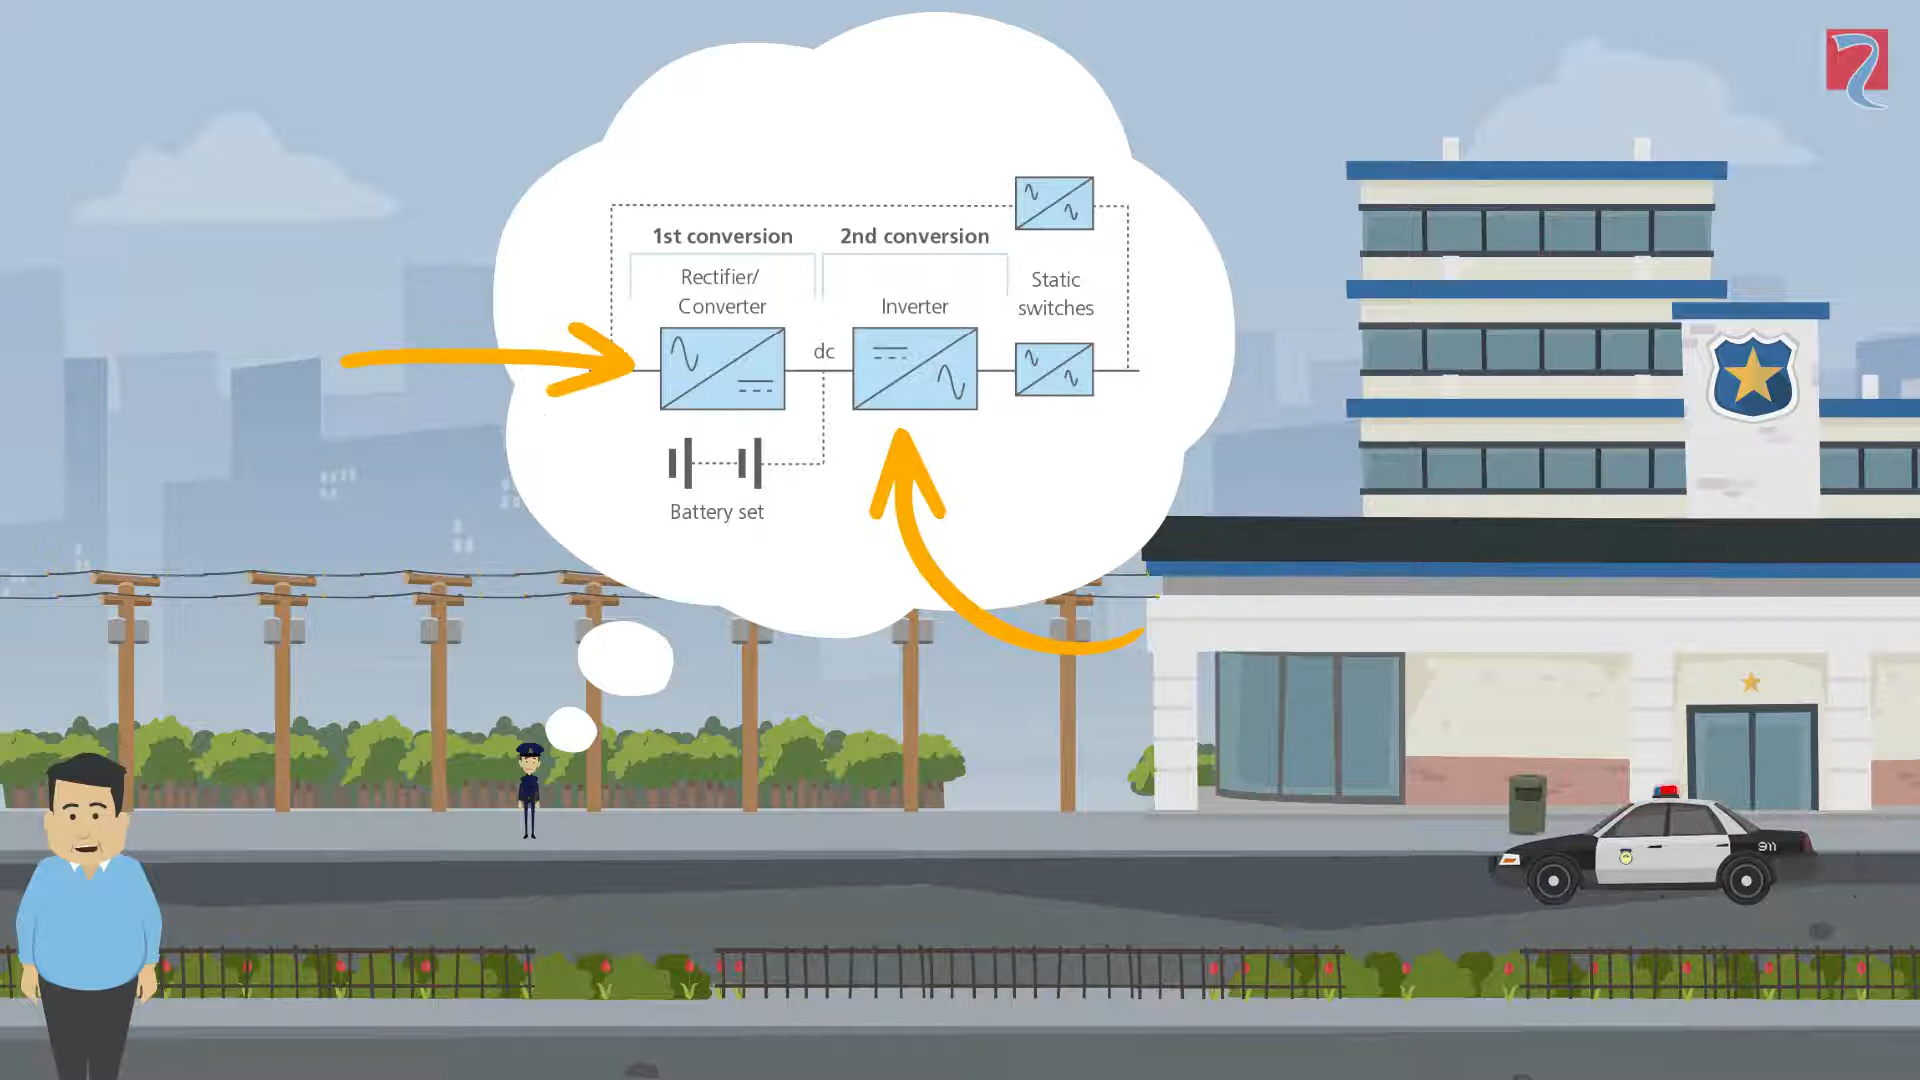 1st conversion
2nd conversion
Rectifier/
Converter
Inverter
Static
switches
dc
Battery set
911